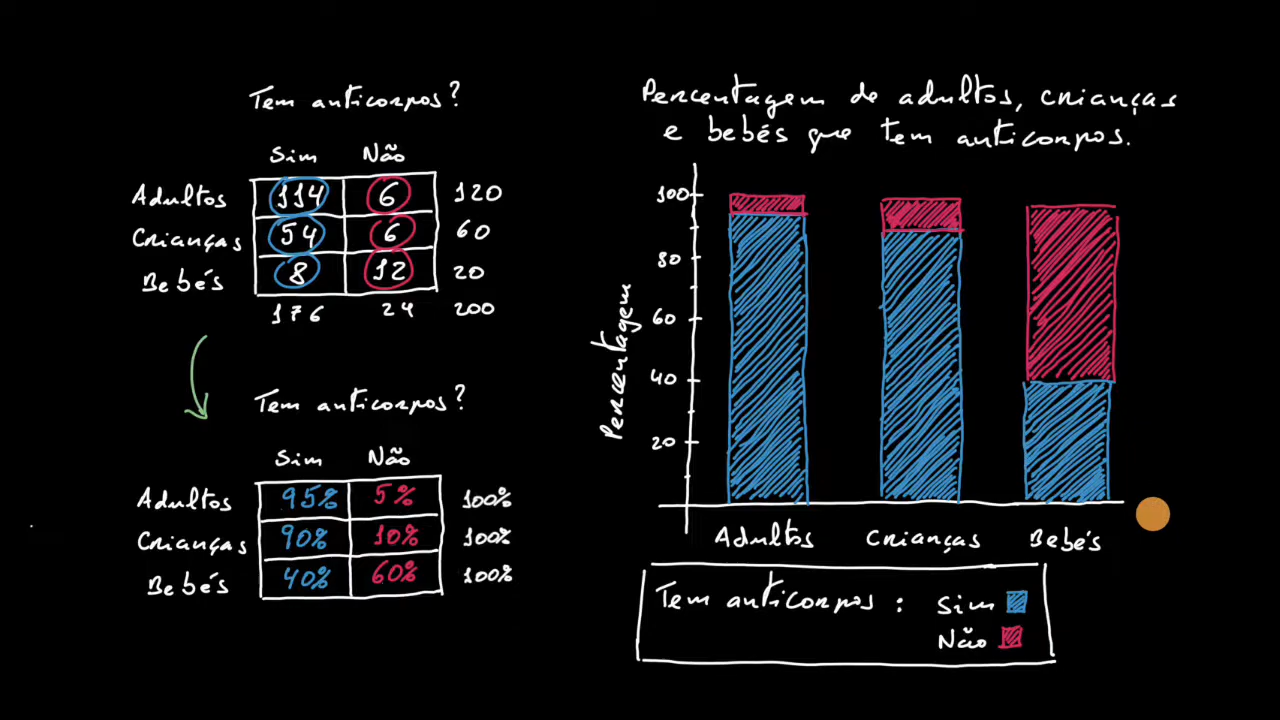 Tem anticorpos?
Sim Não
Adultos 114 6 120
Crianças 54 6 60
Bebés 8 12 20
176 24 200
Tem anticorpos?
Sim Não
Adultos 95% 5% 100%
Crianças 90% 10% 100%
Bebés 40% 60% 100%
Percentagem de adultos, crianças
e bebés que tem anticorpos.
Percentagem
100
80
60
40
20
Adultos Crianças Bebés
Tem anticorpos: Sim
Não